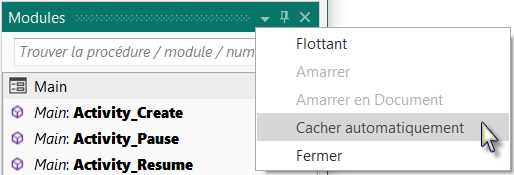 Modules
Trouver la procédure / module / num
Main
Main: Activity_Create
Main: Activity_Pause
Main: Activity_Resume
Flottant
Amarrer
Amarrer en Document
Cacher automatiquement
Fermer